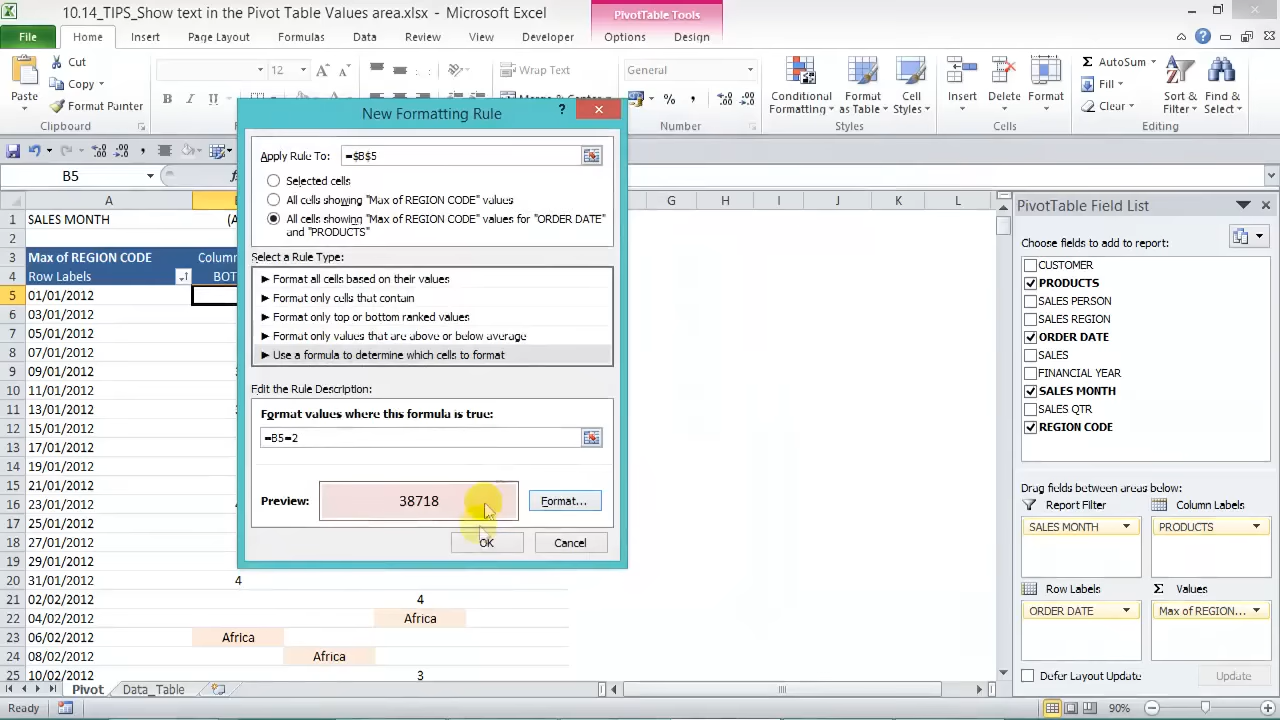 10.14_TIPS_Show text in the Pivot Table Values area.xlsx - Microsoft Excel
PivotTable Tools
File Home Insert Page Layout Formulas Data Review View Developer Options Design
Paste
Cut
Copy
Format Painter
Clipboard
12
B I
Wrap Text
General
% ,
Number
Conditional Formatting
Format as Table
Cell Styles
Styles
Insert Delete Format
Cells
AutoSum
Fill
Clear
Sort & Filter
Find & Select
Editing
B5
A G H I J K L
1 SALES MONTH (A
2
3 Max of REGION CODE Colum
4 Row Labels BOT
5 01/01/2012
6 03/01/2012
7 05/01/2012
8 07/01/2012
9 09/01/2012
10 11/01/2012
11 13/01/2012
12 15/01/2012
13 17/01/2012
14 19/01/2012
15 21/01/2012
16 23/01/2012
17 25/01/2012
18 27/01/2012
19 29/01/2012
20 31/01/2012 4
21 02/02/2012 4
22 04/02/2012 Africa
23 06/02/2012 Africa
24 08/02/2012 Africa
25 10/02/2012 3
Pivot Data_Table
Ready
90%
New Formatting Rule
?
Apply Rule To: =$B$5
Selected cells
All cells showing "Max of REGION CODE" values
All cells showing "Max of REGION CODE" values for "ORDER DATE"
and "PRODUCTS"
Select a Rule Type:
► Format all cells based on their values
► Format only cells that contain
► Format only top or bottom ranked values
► Format only values that are above or below average
► Use a formula to determine which cells to format
Edit the Rule Description:
Format values where this formula is true:
=B5=2
Preview: 38718 Format...
OK Cancel
PivotTable Field List
Choose fields to add to report:
CUSTOMER
PRODUCTS
SALES PERSON
SALES REGION
ORDER DATE
SALES
FINANCIAL YEAR
SALES MONTH
SALES QTR
REGION CODE
Drag fields between areas below:
Report Filter Column Labels
SALES MONTH PRODUCTS
Row Labels Σ Values
ORDER DATE Max of REGION...
Defer Layout Update Update